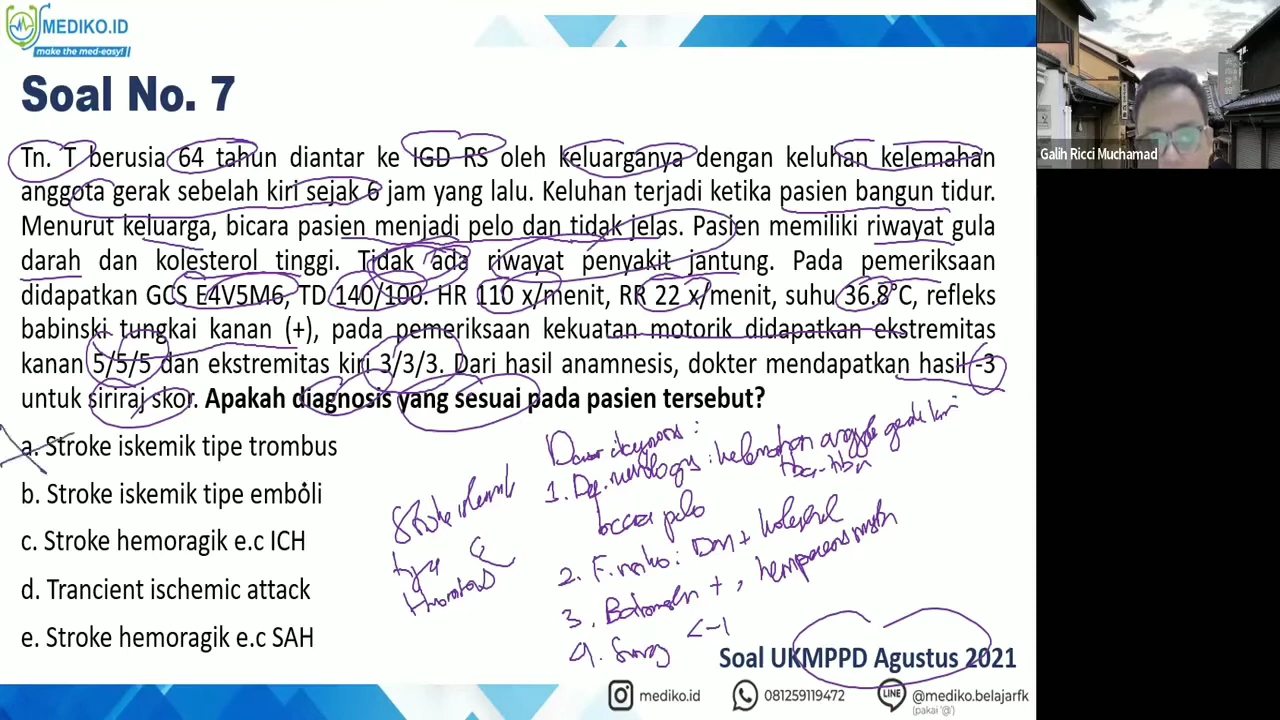 MEDIKO.ID
make the med-easy!
Soal No. 7
Tn. T berusia 64 tahun diantar ke IGD RS oleh keluarganya dengan keluhan kelemahan
anggota gerak sebelah kiri sejak 6 jam yang lalu. Keluhan terjadi ketika pasien bangun tidur.
Menurut keluarga, bicara pasien menjadi pelo dan tidak jelas. Pasien memiliki riwayat gula
darah dan kolesterol tinggi. Tidak ada riwayat penyakit jantung. Pada pemeriksaan
didapatkan GCS E4V5M6, TD 140/100. HR 110 x/menit, RR 22 x/menit, suhu 36.8°C, refleks
babinski tungkai kanan (+), pada pemeriksaan kekuatan motorik didapatkan ekstremitas
kanan 5/5/5 dan ekstremitas kiri 3/3/3. Dari hasil anamnesis, dokter mendapatkan hasil -3
untuk siriraj skor. Apakah diagnosis yang sesuai pada pasien tersebut?
a. Stroke iskemik tipe trombus
b. Stroke iskemik tipe emboli
c. Stroke hemoragik e.c ICH
d. Trancient ischemic attack
e. Stroke hemoragik e.c SAH
Stroke iskemik
1.
bicara pelo
2. F. risiko: DM + kolesterol
3.
4. <-1
Soal UKMPPD Agustus 2021
mediko.id
081259119472
@mediko.belajarfk
(pakai '@')
Galih Ricci Muchamad